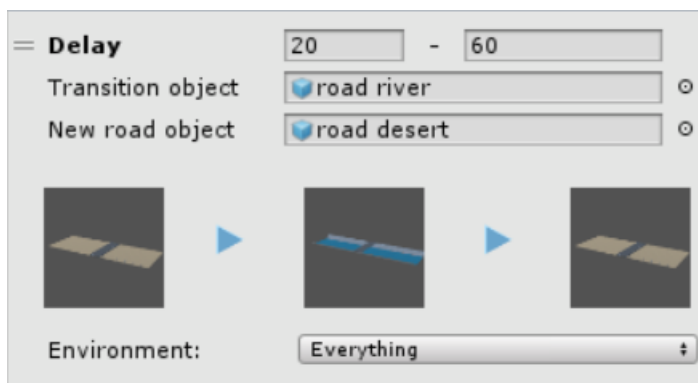 Delay 20 - 60
Transition object road river
New road object road desert
Environment: Everything